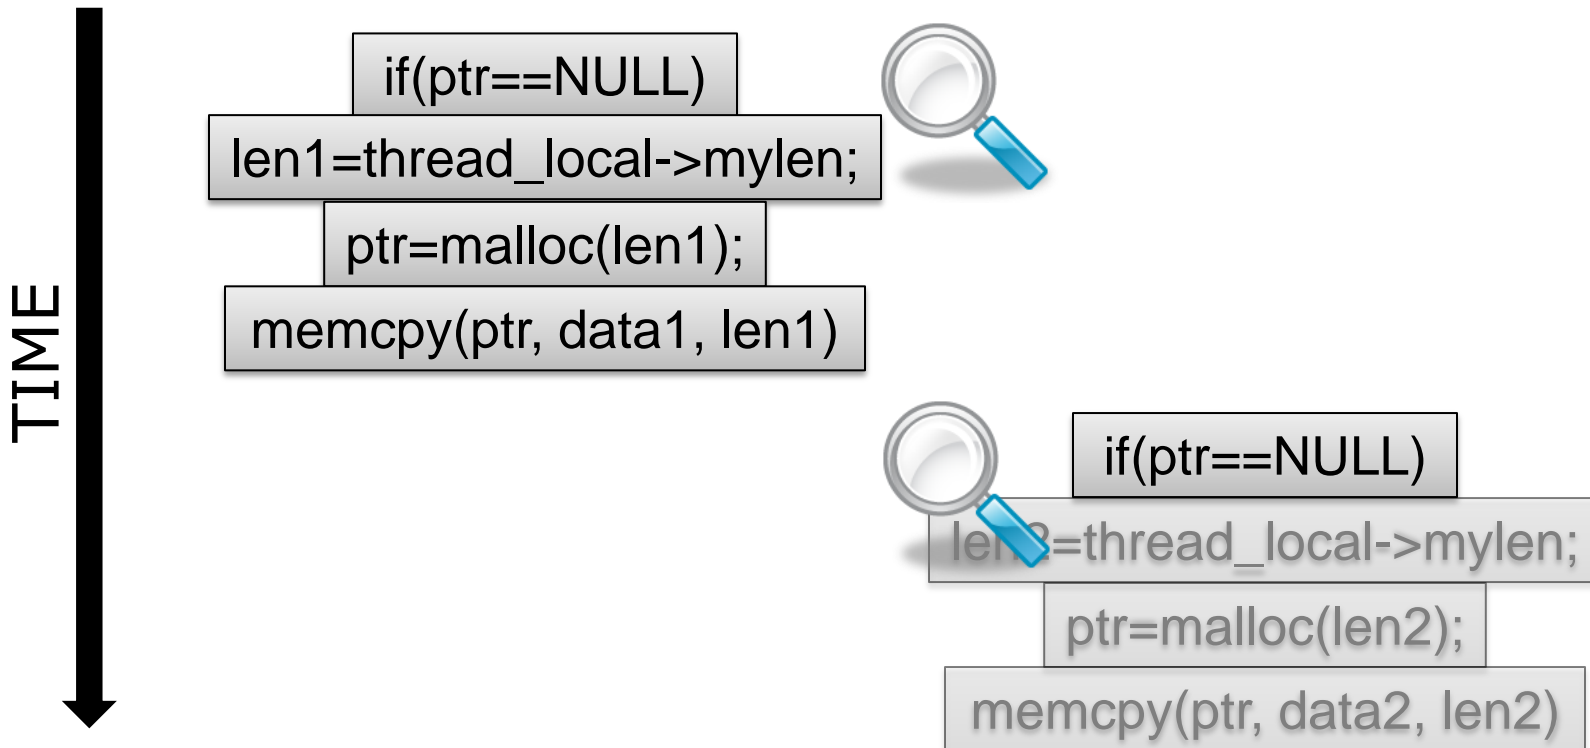 TIME
if(ptr==NULL)
len1=thread_local->mylen;
ptr=malloc(len1);
memcpy(ptr, data1, len1)
if(ptr==NULL)
len2=thread_local->mylen;
ptr=malloc(len2);
memcpy(ptr, data2, len2)